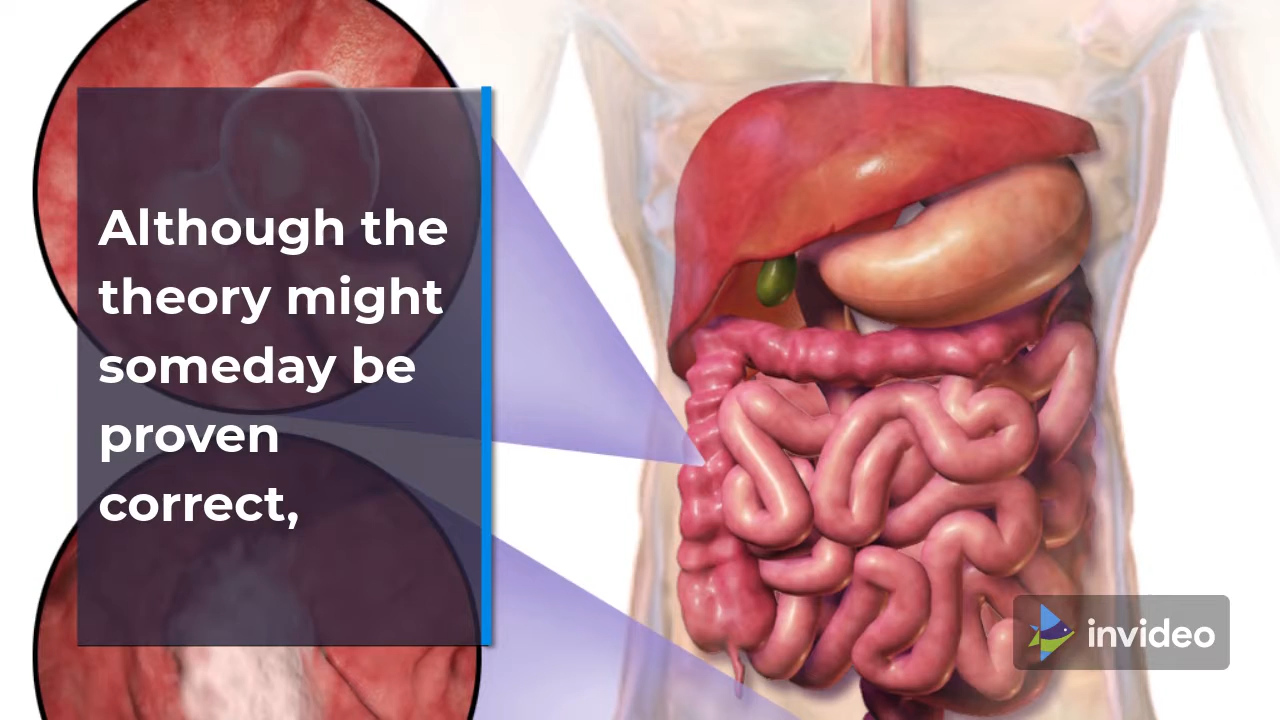 Although the
theory might
someday be
proven
correct,
invideo